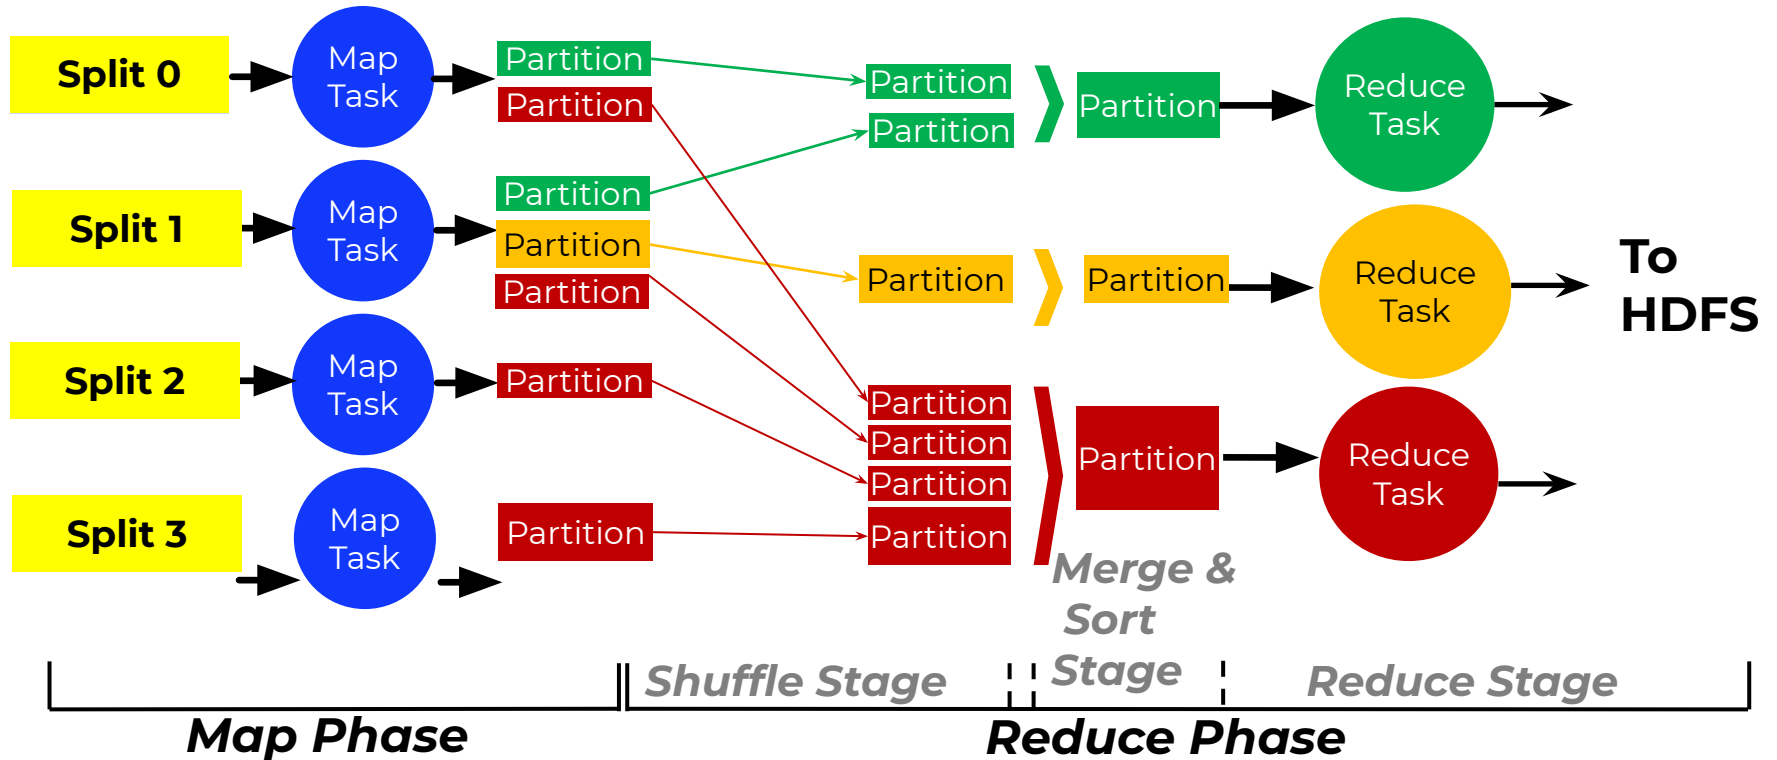 Split 0
Map
Task
Partition
Partition
Partition
Partition
Partition
Reduce
Task
Split 1
Map
Task
Partition
Partition
Partition
Partition
Partition
Reduce
Task
To
HDFS
Split 2
Map
Task
Partition
Partition
Partition
Partition
Partition
Partition
Reduce
Task
Split 3
Map
Task
Partition
Merge &
Sort
Stage
Shuffle Stage
Reduce Stage
Map Phase
Reduce Phase